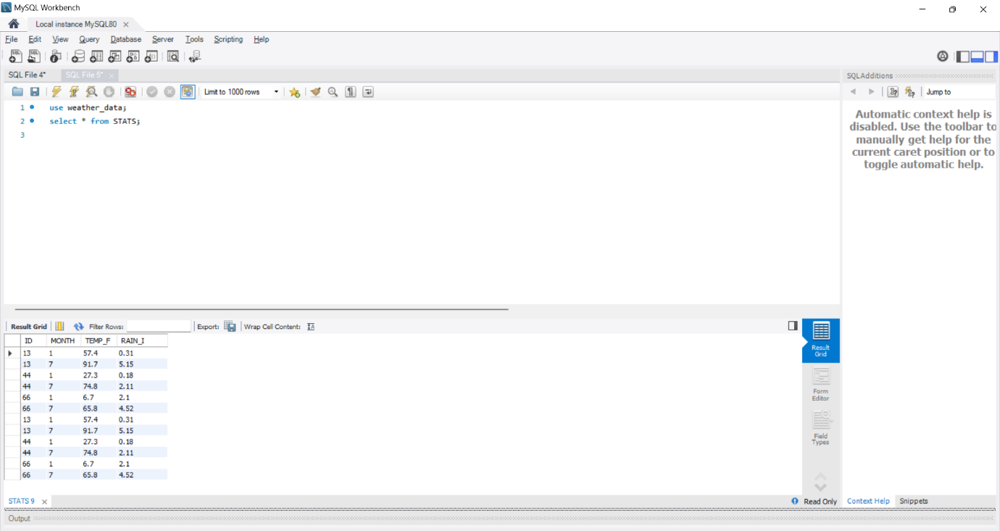 MySQL Workbench
Local instance MySQL80
File Edit View Query Database Server Tools Scripting Help
SQL File 4* SQL File 5*
Limit to 1000 rows
1 use weather_data;
2 select * from STATS;
3
SQLAdditions
Jump to
Automatic context help is
disabled. Use the toolbar to
manually get help for the
current caret position or to
toggle automatic help.
Result Grid Filter Rows: Export: Wrap Cell Content:
ID MONTH TEMP_F RAIN_I
13 1 57.4 0.31
13 7 91.7 5.15
44 1 27.3 0.18
44 7 74.8 2.11
66 1 6.7 2.1
66 7 65.8 4.52
13 1 57.4 0.31
13 7 91.7 5.15
44 1 27.3 0.18
44 7 74.8 2.11
66 1 6.7 2.1
66 7 65.8 4.52
Result
Grid
Form
Editor
Field
Types
STATS 9
Read Only
Context Help Snippets
Output